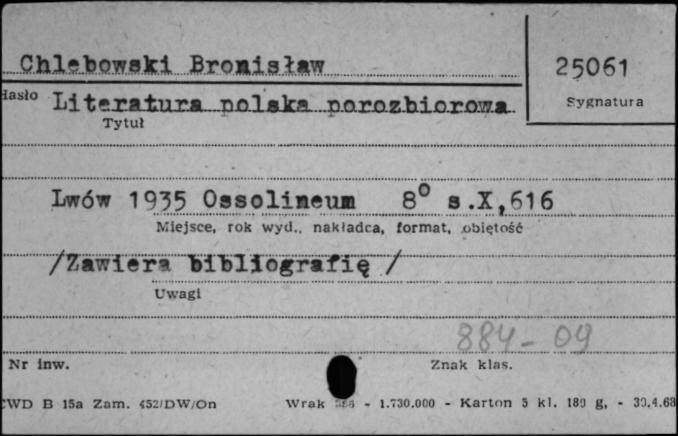 Chlebowski Bronisław
25061
Hasło Literatura polska porozbiorowa
Sygnatura
Tytuł
Lwów 1935 Ossolineum 8° s.X,616
Miejsce, rok wyd., nakładca, format, objętość
/Zawiera bibliografię /
Uwagi
884-09
Nr inw.
Znak klas.
CWD B 15a Zam. 452/DW/On Wrak - 1.730.000 - Karton 5 kl. 180 g, - 30.4.68